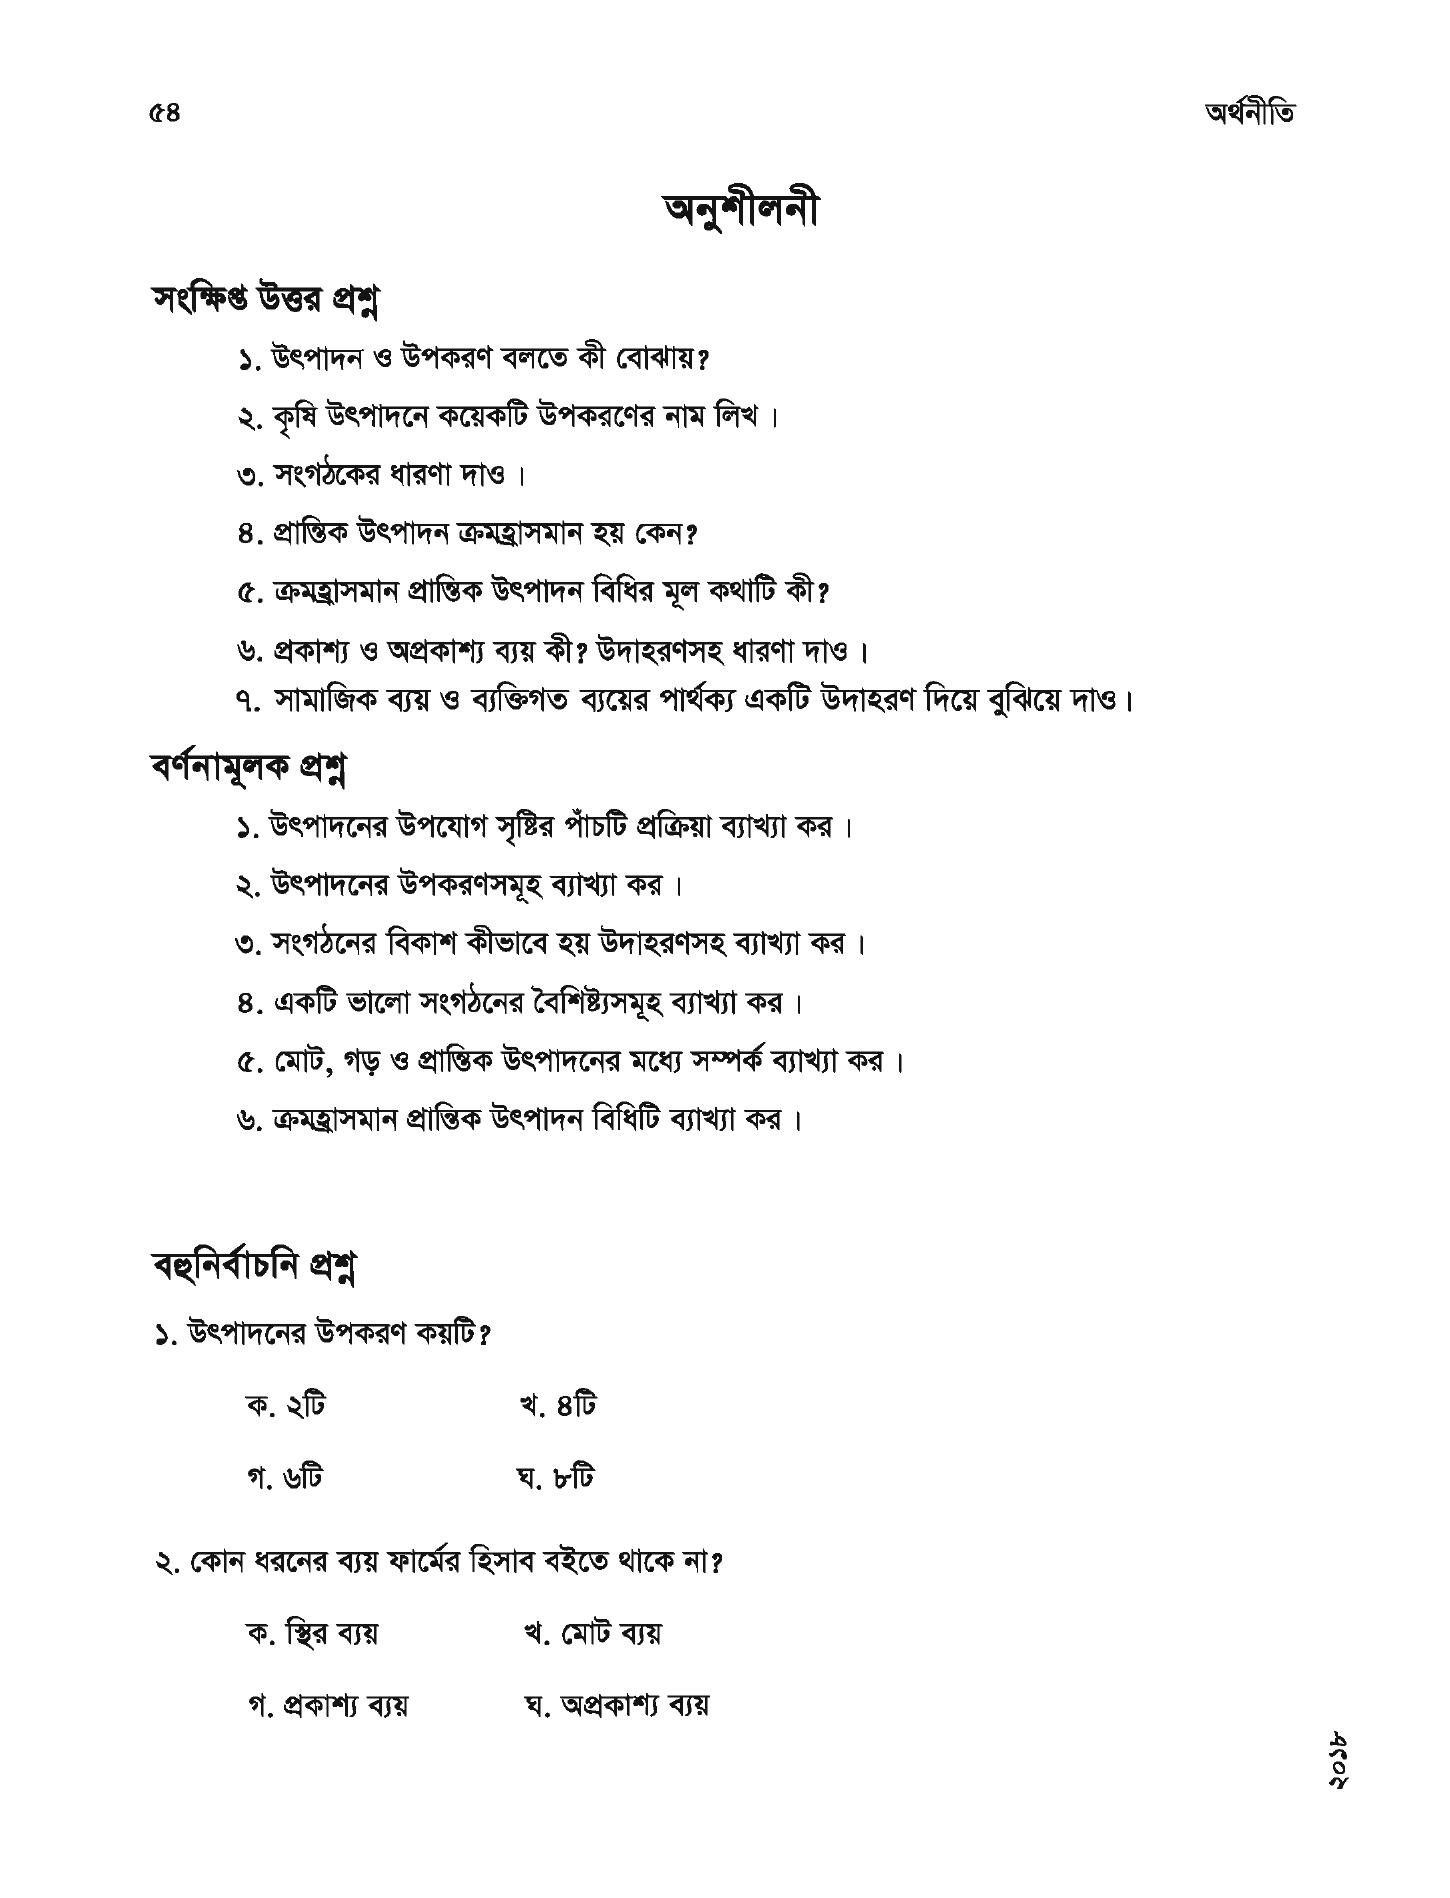 ৫৪ অর্থনীতি
অনুশীলনী
সংক্ষিপ্ত উত্তর প্রশ্ন
১. উৎপাদন ও উপকরণ বলতে কী বোঝায়?
২. কৃষি উৎপাদনে কয়েকটি উপকরণের নাম লিখ ।
৩. সংগঠকের ধারণা দাও ।
৪. প্রান্তিক উৎপাদন ক্রমহ্রাসমান হয় কেন?
৫. ক্রমহ্রাসমান প্রান্তিক উৎপাদন বিধির মূল কথাটি কী?
৬. প্রকাশ্য ও অপ্রকাশ্য ব্যয় কী? উদাহরণসহ ধারণা দাও ।
৭. সামাজিক ব্যয় ও ব্যক্তিগত ব্যয়ের পার্থক্য একটি উদাহরণ দিয়ে বুঝিয়ে দাও।
বর্ণনামূলক প্রশ্ন
১. উৎপাদনের উপযোগ সৃষ্টির পাঁচটি প্রক্রিয়া ব্যাখ্যা কর ।
২. উৎপাদনের উপকরণসমূহ ব্যাখ্যা কর ।
৩. সংগঠনের বিকাশ কীভাবে হয় উদাহরণসহ ব্যাখ্যা কর ।
৪. একটি ভালো সংগঠনের বৈশিষ্ট্যসমূহ ব্যাখ্যা কর ।
৫. মোট, গড় ও প্রান্তিক উৎপাদনের মধ্যে সম্পর্ক ব্যাখ্যা কর ।
৬. ক্রমহ্রাসমান প্রান্তিক উৎপাদন বিধিটি ব্যাখ্যা কর ।
বহুনির্বাচনি প্রশ্ন
১. উৎপাদনের উপকরণ কয়টি?
ক. ২টি খ. ৪টি
গ. ৬টি ঘ. ৮টি
২. কোন ধরনের ব্যয় ফার্মের হিসাব বইতে থাকে না?
ক. স্থির ব্যয় খ. মোট ব্যয়
গ. প্রকাশ্য ব্যয় ঘ. অপ্রকাশ্য ব্যয়
২০১৮